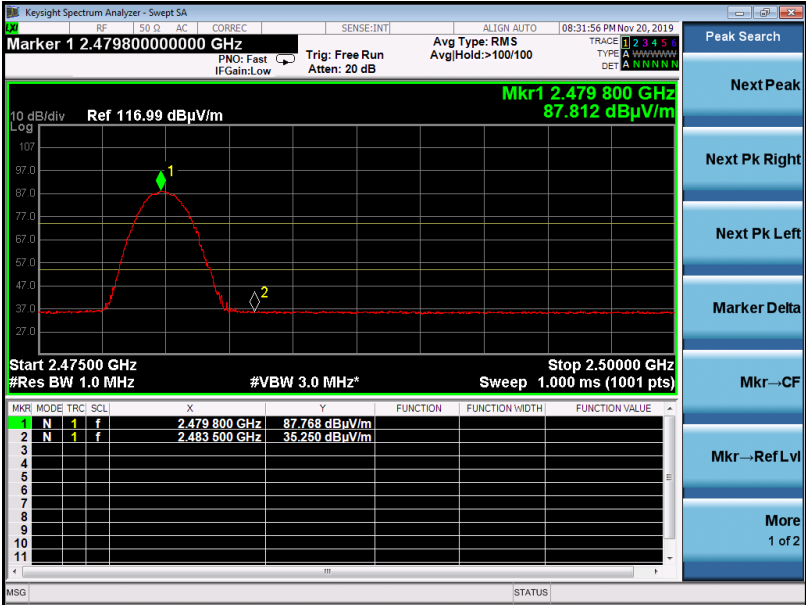 Keysight Spectrum Analyzer - Swept SA
LXI RF 50 Ω AC CORREC SENSE:INT ALIGN AUTO 08:31:56 PM Nov 20, 2019
Marker 1 2.479800000000 GHz
PNO: Fast
IFGain:Low
Trig: Free Run
Atten: 20 dB
Avg Type: RMS
Avg|Hold:>100/100
TRACE 1 2 3 4 5 6
TYPE A WWWWW
DET A N N N N N
Mkr1 2.479 800 GHz
87.812 dBµV/m
10 dB/div Ref 116.99 dBµV/m
Log
107
97.0
87.0
77.0
67.0
57.0
47.0
37.0
27.0
1
2
Start 2.47500 GHz Stop 2.50000 GHz
#Res BW 1.0 MHz #VBW 3.0 MHz* Sweep 1.000 ms (1001 pts)
MKR MODE TRC SCL X Y FUNCTION FUNCTION WIDTH FUNCTION VALUE
1 N 1 f 2.479 800 GHz 87.768 dBµV/m
2 N 1 f 2.483 500 GHz 35.250 dBµV/m
3
4
5
6
7
8
9
10
11
MSG STATUS
Peak Search
Next Peak
Next Pk Right
Next Pk Left
Marker Delta
Mkr→CF
Mkr→Ref Lvl
More
1 of 2